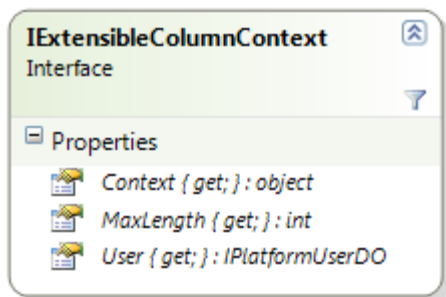 IExtensibleColumnContext
Interface
Properties
Context { get; } : object
MaxLength { get; } : int
User { get; } : IPlatformUserDO